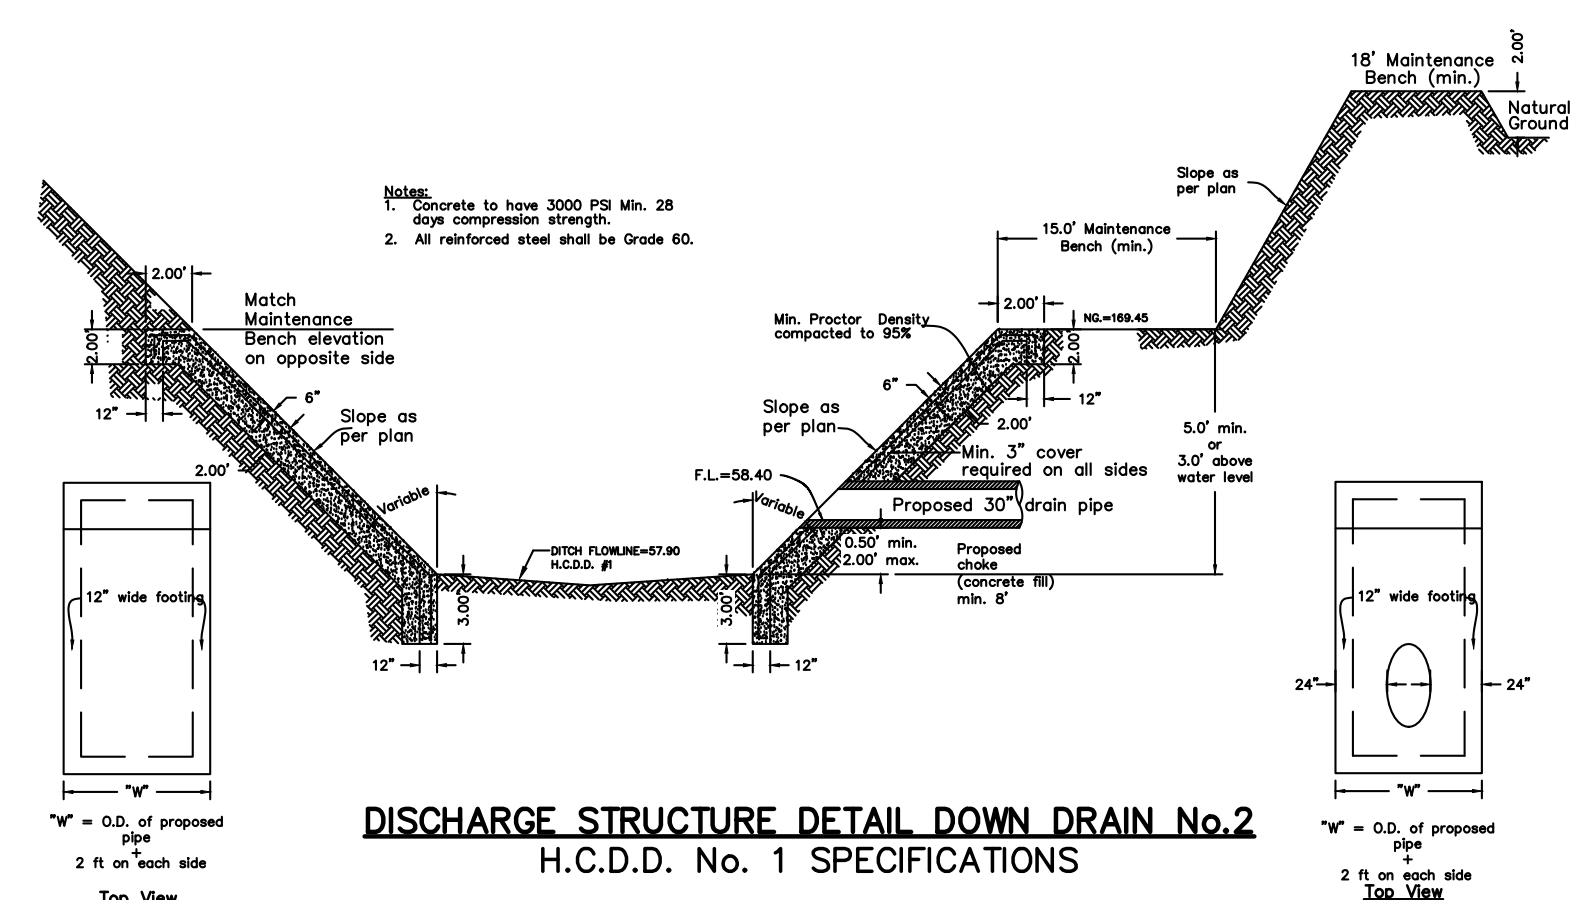 2.00'
18' Maintenance
Bench (min.)
Natural
Ground
Slope as
per plan
Notes:
1. Concrete to have 3000 PSI Min. 28
days compression strength.
2. All reinforced steel shall be Grade 60.
15.0' Maintenance
Bench (min.)
2.00'
Match
Maintenance
Bench elevation
on opposite side
2.00'
12"
6"
Slope as
per plan
2.00'
Variable
2.00'
NG.=169.45
Min. Proctor Density
compacted to 95%
2.00'
6"
12"
Slope as
per plan
2.00'
5.0' min.
or
3.0' above
water level
Min. 3" cover
required on all sides
F.L.=58.40
Variable
Proposed 30" drain pipe
0.50' min.
2.00' max.
Proposed
choke
(concrete fill)
min. 8'
DITCH FLOWLINE=57.90
H.C.D.D. #1
3.00'
3.00'
12"
12"
12" wide footing
"W"
"W" = O.D. of proposed
pipe
+
2 ft on each side
Top View
12" wide footing
24"
24"
"W"
"W" = O.D. of proposed
pipe
+
2 ft on each side
Top View
DISCHARGE STRUCTURE DETAIL DOWN DRAIN No.2
H.C.D.D. No. 1 SPECIFICATIONS